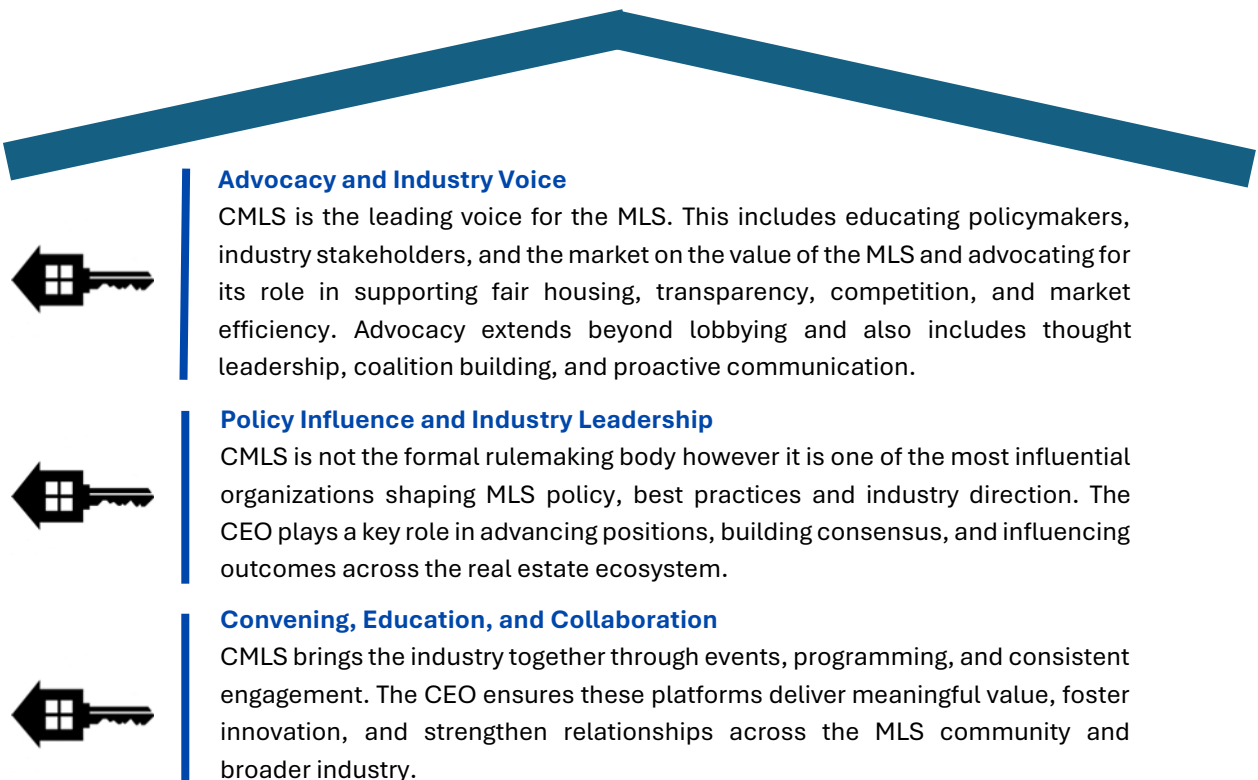 Advocacy and Industry Voice
CMLS is the leading voice for the MLS. This includes educating policymakers,
industry stakeholders, and the market on the value of the MLS and advocating for
its role in supporting fair housing, transparency, competition, and market
efficiency. Advocacy extends beyond lobbying and also includes thought
leadership, coalition building, and proactive communication.
Policy Influence and Industry Leadership
CMLS is not the formal rulemaking body however it is one of the most influential
organizations shaping MLS policy, best practices and industry direction. The
CEO plays a key role in advancing positions, building consensus, and influencing
outcomes across the real estate ecosystem.
Convening, Education, and Collaboration
CMLS brings the industry together through events, programming, and consistent
engagement. The CEO ensures these platforms deliver meaningful value, foster
innovation, and strengthen relationships across the MLS community and
broader industry.